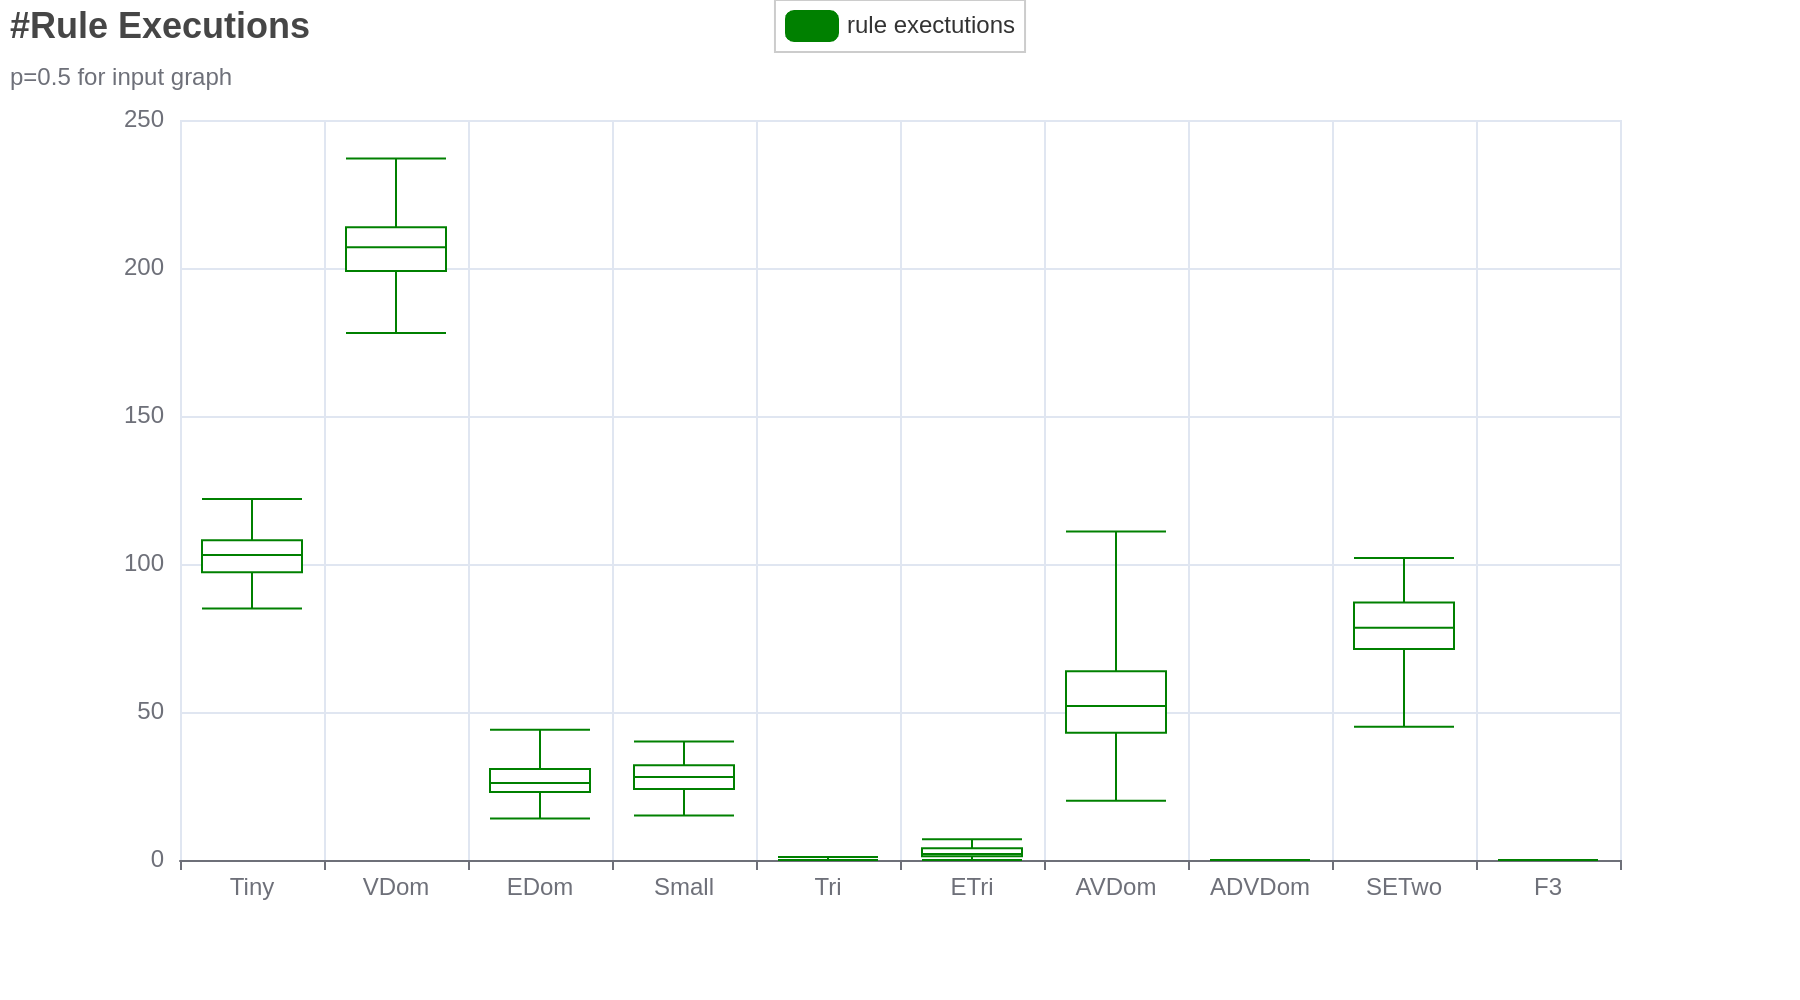 #Rule Executions
rule exectutions
p=0.5 for input graph
250
200
150
100
50
0
Tiny VDom EDom Small Tri ETri AVDom ADVDom SETwo F3